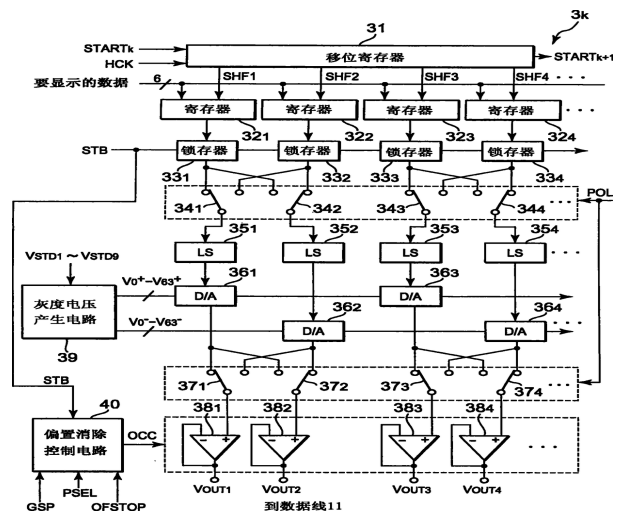 31
3k
STARTk
移位寄存器
STARTk+1
HCK
要显示的数据
6
SHF1
SHF2
SHF3
SHF4
寄存器
寄存器
寄存器
寄存器
321
322
323
324
STB
锁存器
锁存器
锁存器
锁存器
331
332
333
334
POL
341
342
343
344
351
352
353
354
LS
LS
LS
LS
VSTD1～VSTD9
361
363
V0+–V63+
D/A
D/A
灰度电压
产生电路
362
364
V0-–V63-
D/A
D/A
39
STB
371
372
373
374
40
381
382
383
384
偏置消除
控制电路
OCC
- +
- +
- +
- +
GSP
PSEL
OFSTOP
VOUT1
VOUT2
VOUT3
VOUT4
到数据线11